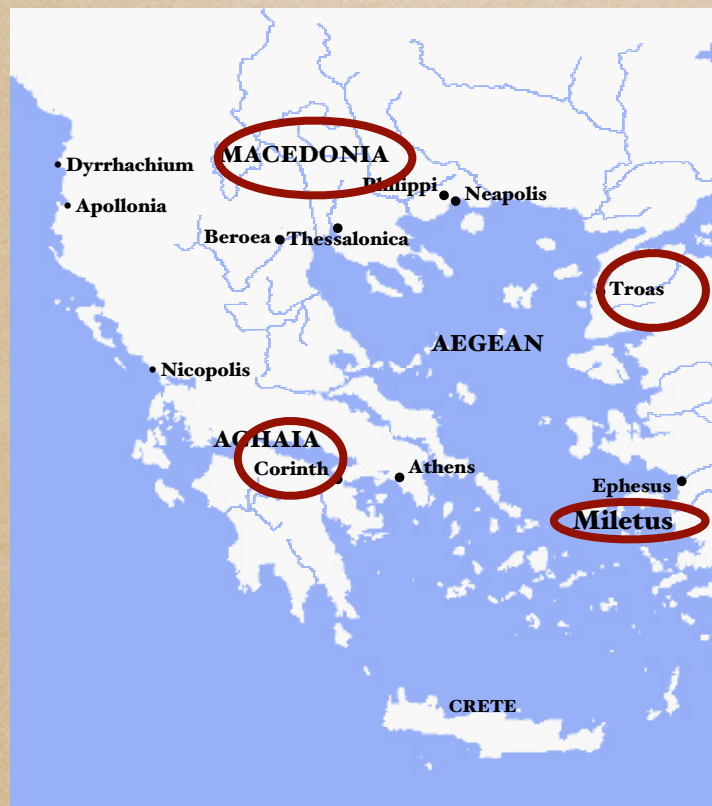 MACEDONIA
Dyrrhachium
Philippi
Neapolis
Apollonia
Beroea
Thessalonica
Troas
AEGEAN
Nicopolis
ACHAIA
Corinth
Athens
Ephesus
Miletus
CRETE